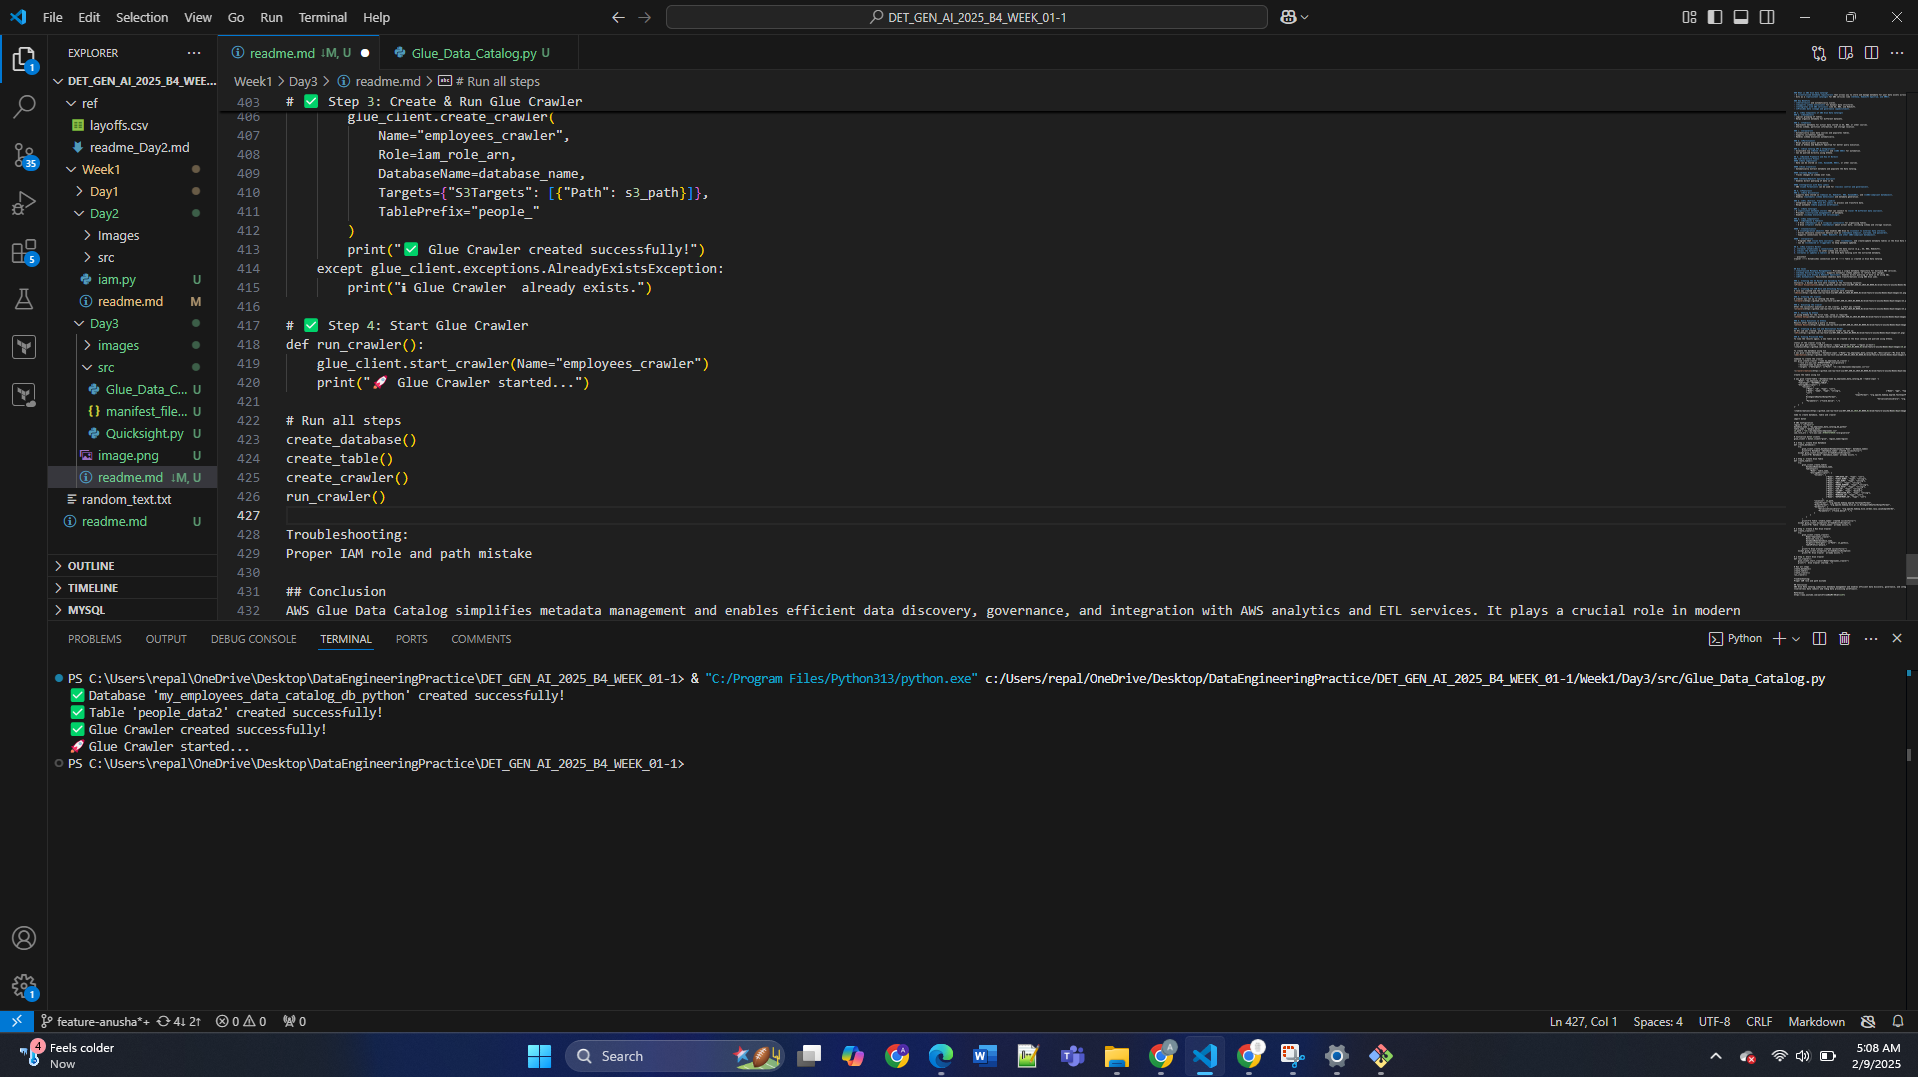 File Edit Selection View Go Run Terminal Help
DET_GEN_AI_2025_B4_WEEK_01-1
EXPLORER
DET_GEN_AI_2025_B4_WEE...
ref
layoffs.csv
readme_Day2.md
Week1
Day1
Day2
Images
src
iam.py U
readme.md M
Day3
images
src
Glue_Data_C... U
manifest_file... U
Quicksight.py U
image.png U
readme.md ↓M, U
random_text.txt
readme.md U
OUTLINE
TIMELINE
MYSQL
1
35
5
1
readme.md ↓M, U
Glue_Data_Catalog.py U
Week1 > Day3 > readme.md > # Run all steps
403 # ✅ Step 3: Create & Run Glue Crawler
406 glue_client.create_crawler(
407 Name="employees_crawler",
408 Role=iam_role_arn,
409 DatabaseName=database_name,
410 Targets={"S3Targets": [{"Path": s3_path}]},
411 TablePrefix="people_"
412 )
413 print("✅ Glue Crawler created successfully!")
414 except glue_client.exceptions.AlreadyExistsException:
415 print("ℹ Glue Crawler  already exists.")
416
417 # ✅ Step 4: Start Glue Crawler
418 def run_crawler():
419 glue_client.start_crawler(Name="employees_crawler")
420 print("🚀 Glue Crawler started...")
421
422 # Run all steps
423 create_database()
424 create_table()
425 create_crawler()
426 run_crawler()
427
428 Troubleshooting:
429 Proper IAM role and path mistake
430
431 ## Conclusion
432 AWS Glue Data Catalog simplifies metadata management and enables efficient data discovery, governance, and integration with AWS analytics and ETL services. It plays a crucial role in modern
PROBLEMS OUTPUT DEBUG CONSOLE TERMINAL PORTS COMMENTS
Python
PS C:\Users\repal\OneDrive\Desktop\DataEngineeringPractice\DET_GEN_AI_2025_B4_WEEK_01-1> & "C:/Program Files/Python313/python.exe" c:/Users/repal/OneDrive/Desktop/DataEngineeringPractice/DET_GEN_AI_2025_B4_WEEK_01-1/Week1/Day3/src/Glue_Data_Catalog.py
✅ Database 'my_employees_data_catalog_db_python' created successfully!
✅ Table 'people_data2' created successfully!
✅ Glue Crawler created successfully!
🚀 Glue Crawler started...
PS C:\Users\repal\OneDrive\Desktop\DataEngineeringPractice\DET_GEN_AI_2025_B4_WEEK_01-1>
feature-anusha*+ 4↓ 2↑ 0 0 0
Ln 427, Col 1 Spaces: 4 UTF-8 CRLF Markdown
4
Feels colder
Now
Search
5:08 AM
2/9/2025